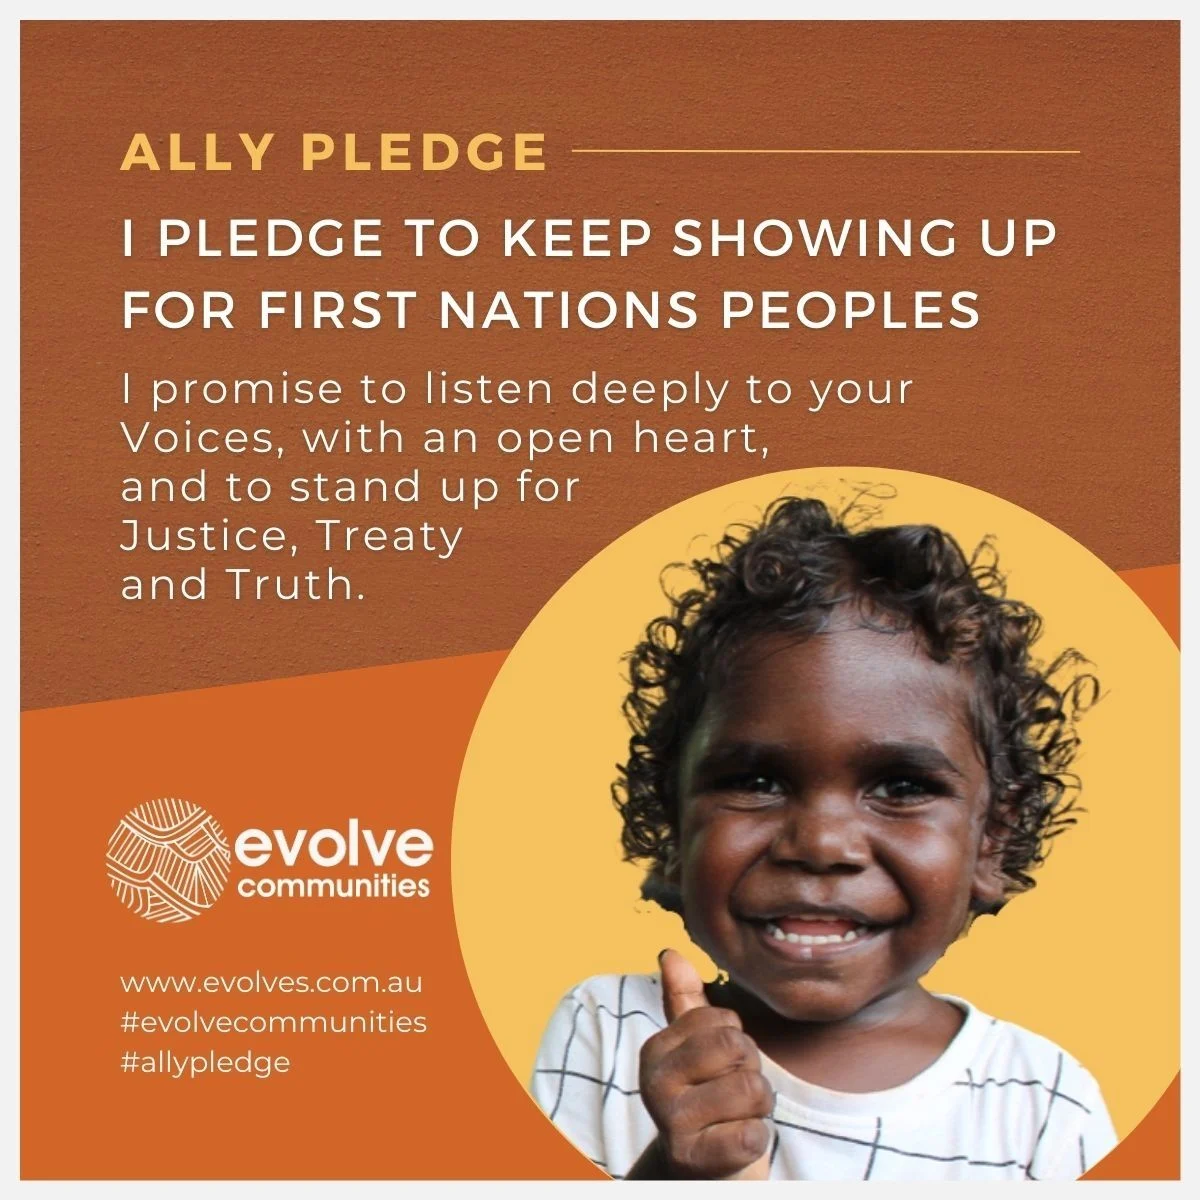 ALLY PLEDGE
I PLEDGE TO KEEP SHOWING UP
FOR FIRST NATIONS PEOPLES
I promise to listen deeply to your
Voices, with an open heart,
and to stand up for
Justice, Treaty
and Truth.
evolve
communities
www.evolves.com.au
#evolvecommunities
#allypledge